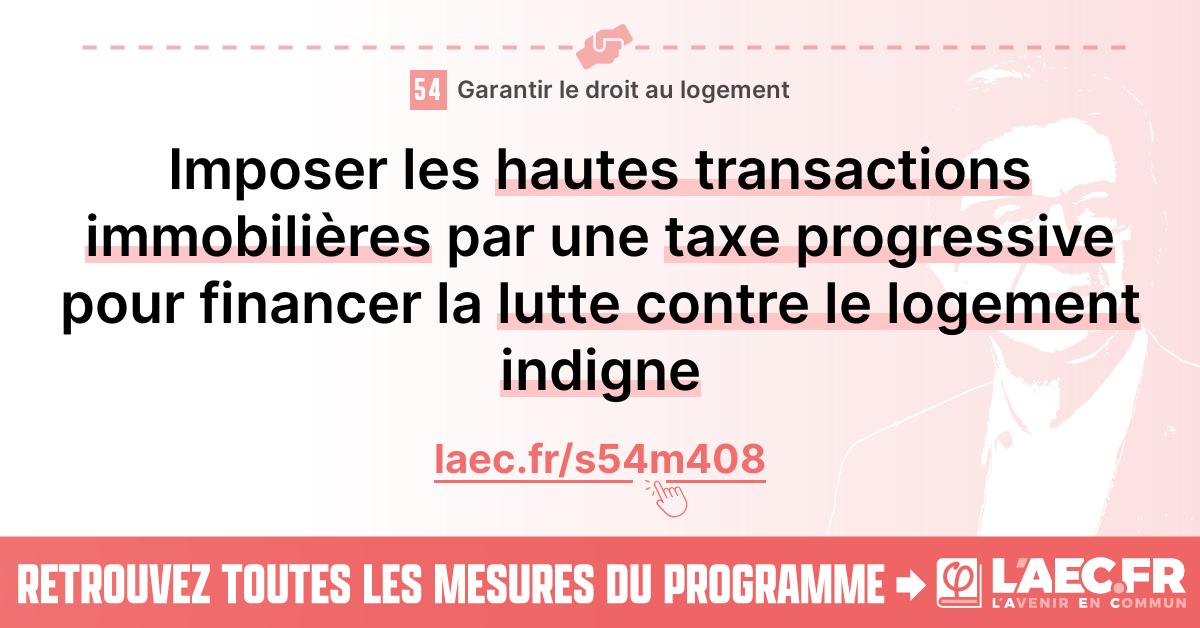 54 Garantir le droit au logement
Imposer les hautes transactions
immobilières par une taxe progressive
pour financer la lutte contre le logement
indigne
laec.fr/s54m408
RETROUVEZ TOUTES LES MESURES DU PROGRAMME φ L'AEC.FR
L'AVENIR EN COMMUN